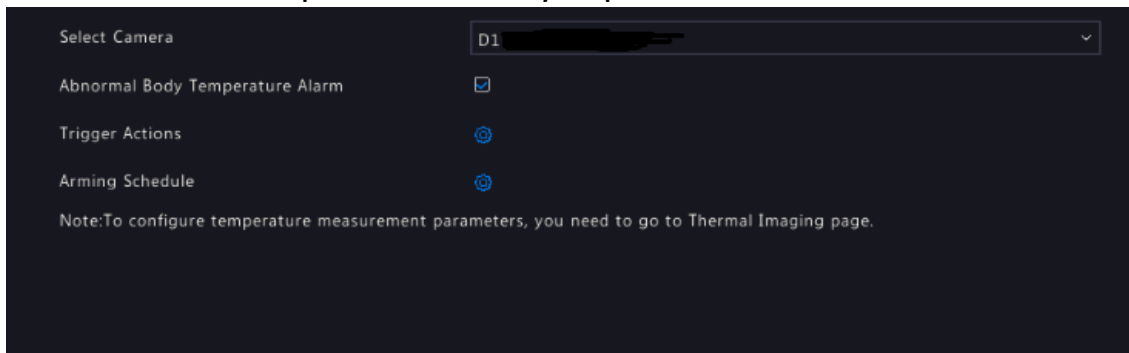 Select Camera D1
Abnormal Body Temperature Alarm
Trigger Actions
Arming Schedule
Note:To configure temperature measurement parameters, you need to go to Thermal Imaging page.